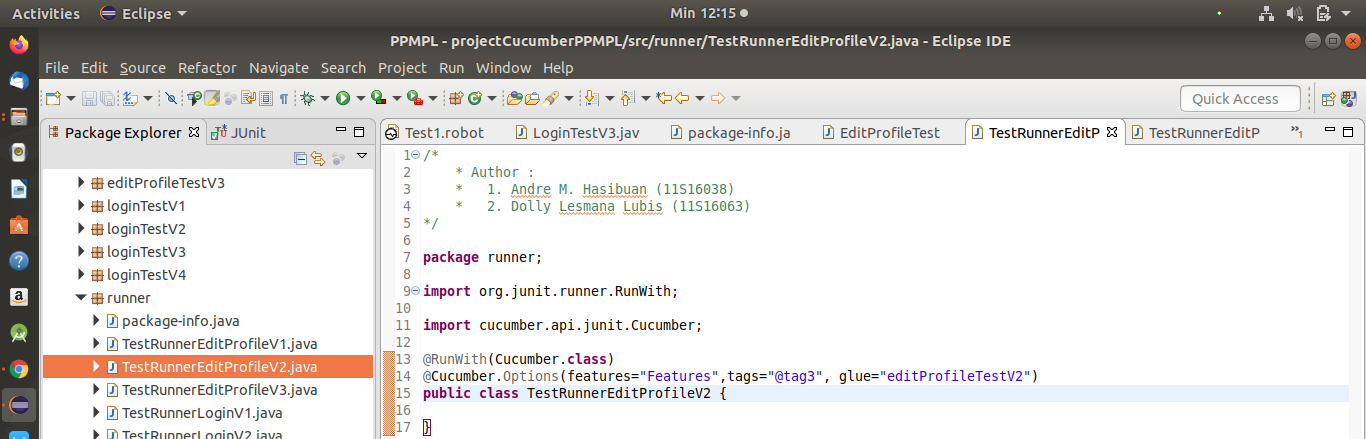 Activities Eclipse Min 12:15
PPMPL - projectCucumberPPMPL/src/runner/TestRunnerEditProfileV2.java - Eclipse IDE
File Edit Source Refactor Navigate Search Project Run Window Help
Quick Access
Package Explorer JUnit
Test1.robot LoginTestV3.jav package-info.ja EditProfileTest TestRunnerEditP TestRunnerEditP »1
editProfileTestV3
loginTestV1
loginTestV2
loginTestV3
loginTestV4
runner
package-info.java
TestRunnerEditProfileV1.java
TestRunnerEditProfileV2.java
TestRunnerEditProfileV3.java
TestRunnerLoginV1.java
TestRunnerLoginV2.java
1 /*
2 * Author :
3 * 1. Andre M. Hasibuan (11S16038)
4 * 2. Dolly Lesmana Lubis (11S16063)
5 */
6
7 package runner;
8
9 import org.junit.runner.RunWith;
10
11 import cucumber.api.junit.Cucumber;
12
13 @RunWith(Cucumber.class)
14 @Cucumber.Options(features="Features",tags="@tag3", glue="editProfileTestV2")
15 public class TestRunnerEditProfileV2 {
16
17 }